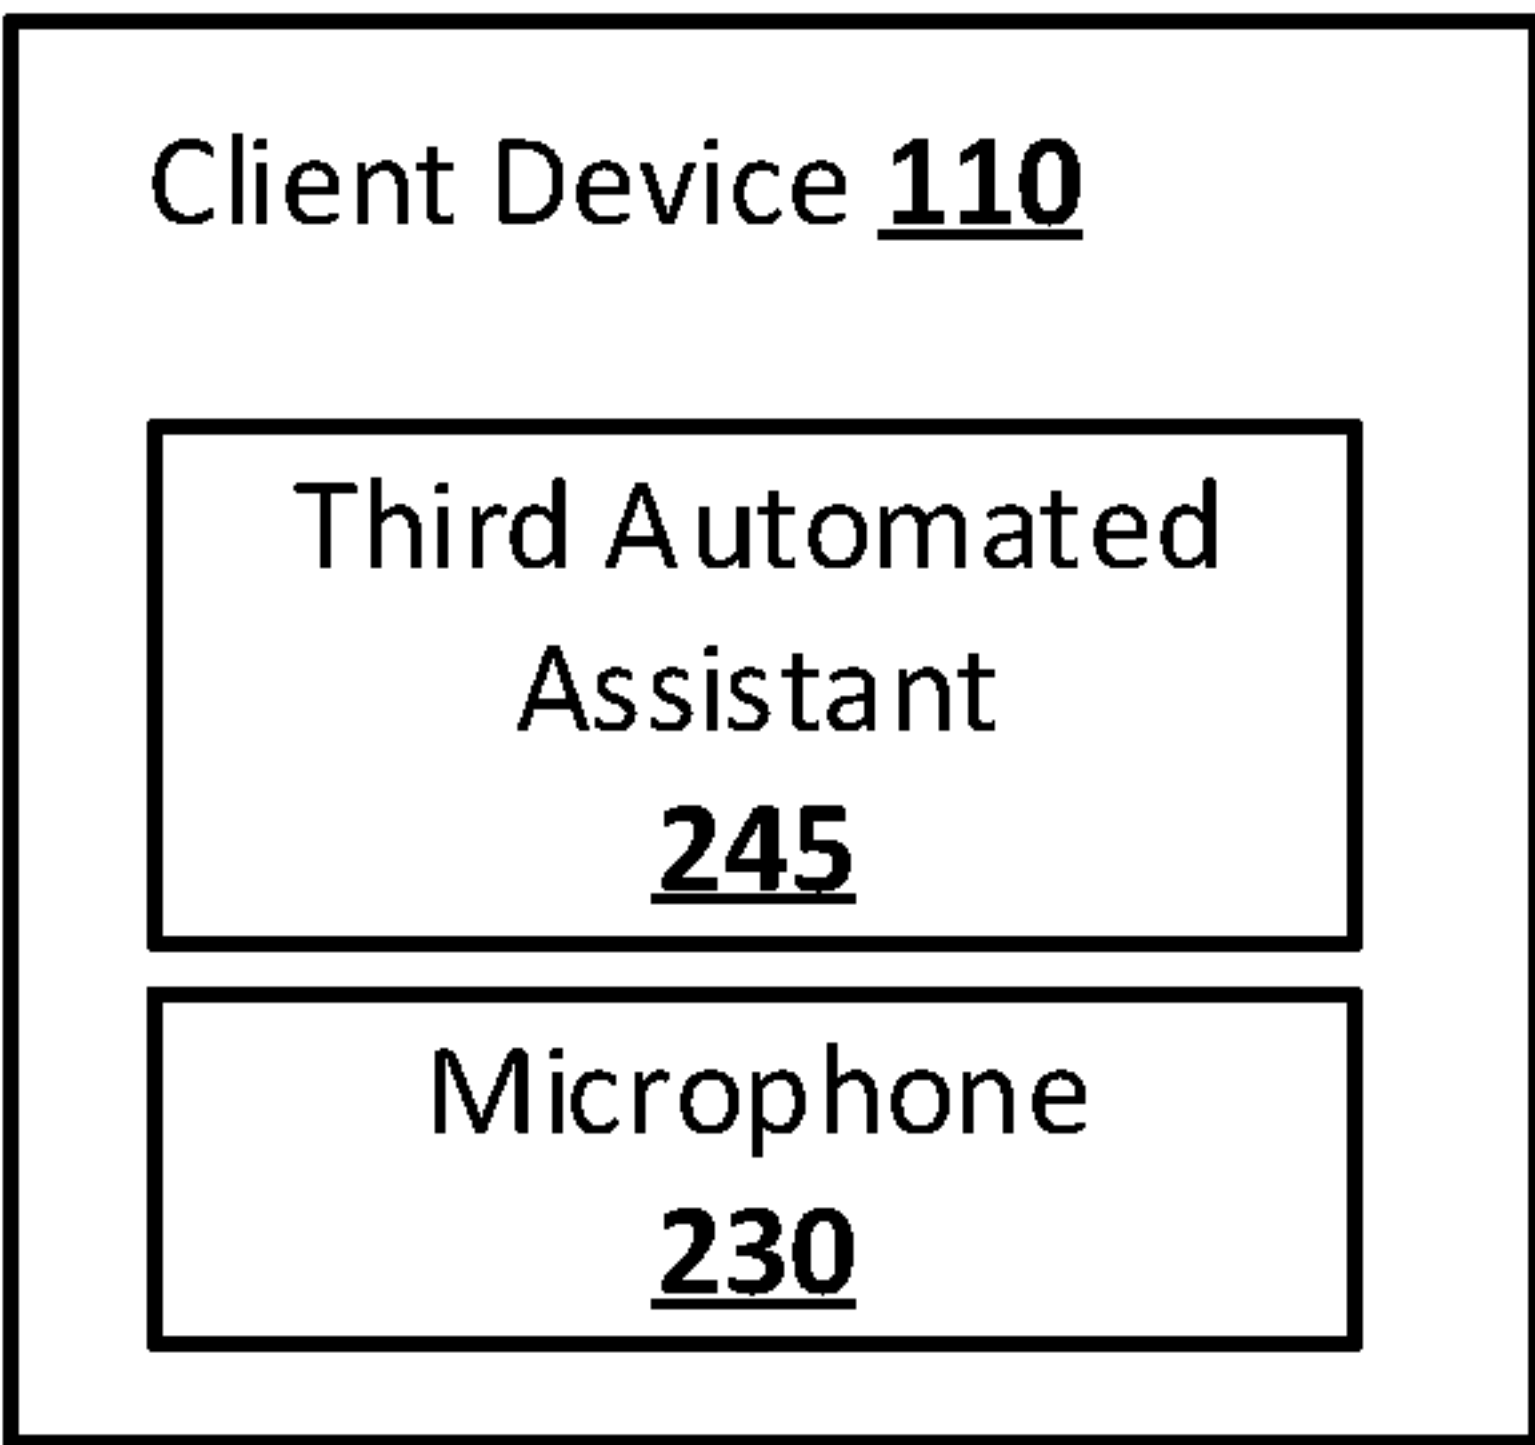 Client Device 110
Third Automated
Assistant
245
Microphone
230